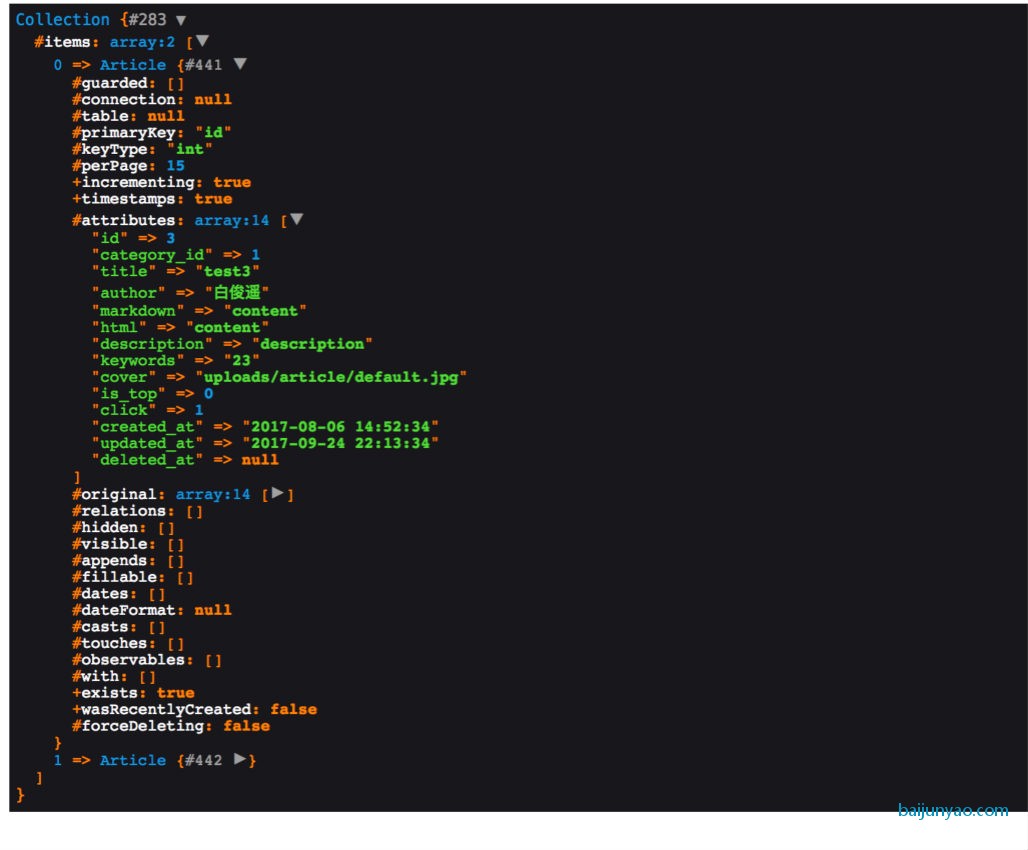 Collection {#283 ▼
#items: array:2 [▼
0 => Article {#441 ▼
#guarded: []
#connection: null
#table: null
#primaryKey: "id"
#keyType: "int"
#perPage: 15
+incrementing: true
+timestamps: true
#attributes: array:14 [▼
"id" => 3
"category_id" => 1
"title" => "test3"
"author" => "白俊遥"
"markdown" => "content"
"html" => "content"
"description" => "description"
"keywords" => "23"
"cover" => "uploads/article/default.jpg"
"is_top" => 0
"click" => 1
"created_at" => "2017-08-06 14:52:34"
"updated_at" => "2017-09-24 22:13:34"
"deleted_at" => null
]
#original: array:14 [▶]
#relations: []
#hidden: []
#visible: []
#appends: []
#fillable: []
#dates: []
#dateFormat: null
#casts: []
#touches: []
#observables: []
#with: []
+exists: true
+wasRecentlyCreated: false
#forceDeleting: false
}
1 => Article {#442 ▶}
]
}
baijunyao.com